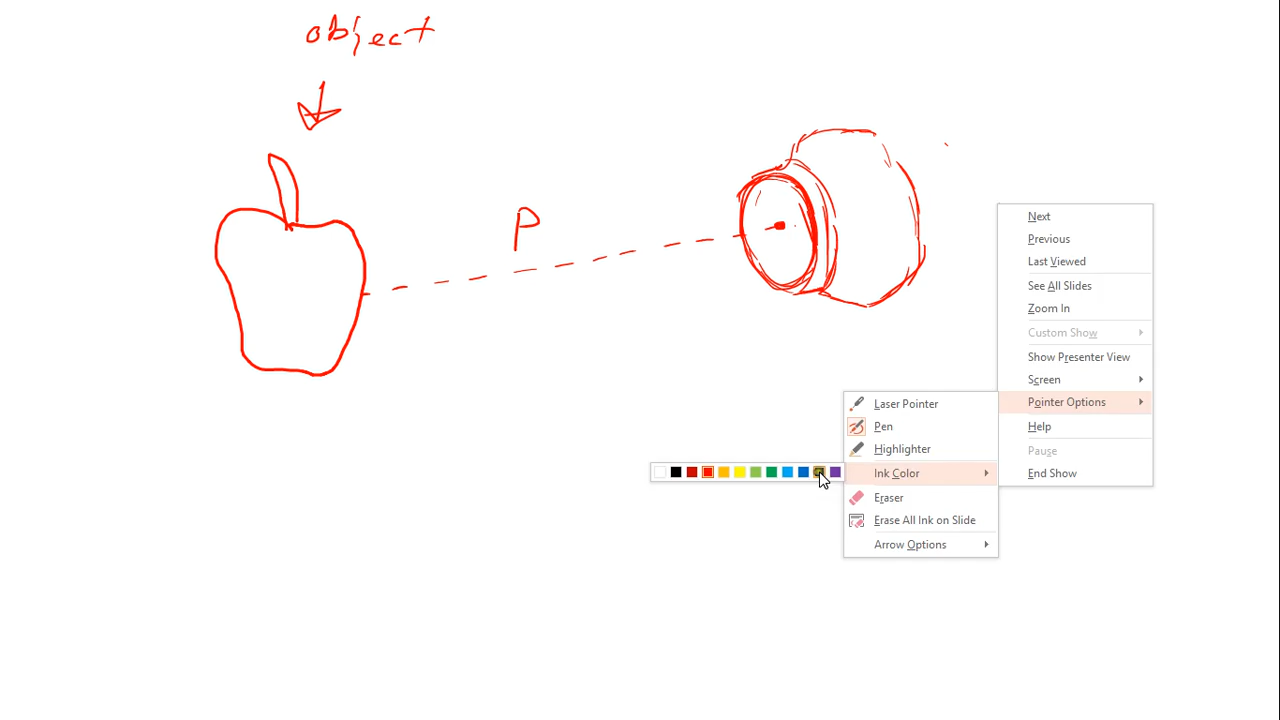 object
P
Next
Previous
Last Viewed
See All Slides
Zoom In
Custom Show
Show Presenter View
Screen
Pointer Options
Help
Pause
End Show
Laser Pointer
Pen
Highlighter
Ink Color
Eraser
Erase All Ink on Slide
Arrow Options